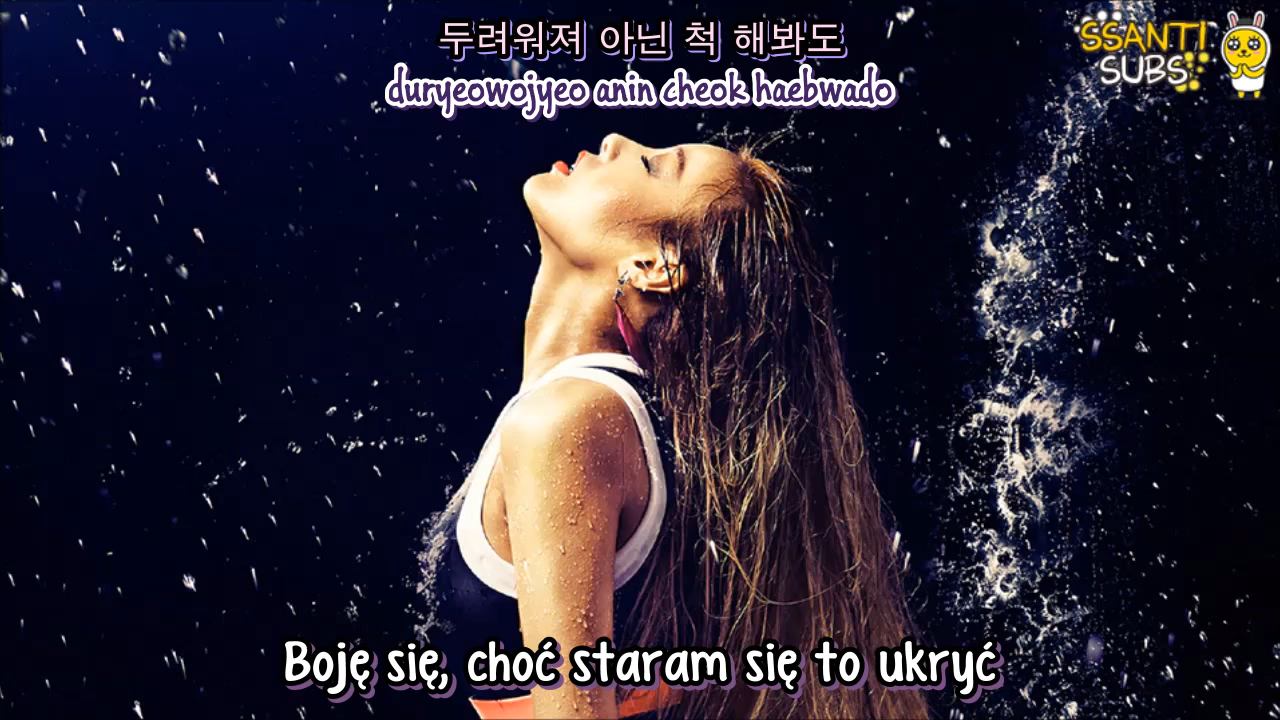 두려워져 아닌 척 해봐도
duryeowojyeo anin cheok haebwado
SSANTI
SUBS
Boję się, choć staram się to ukryć